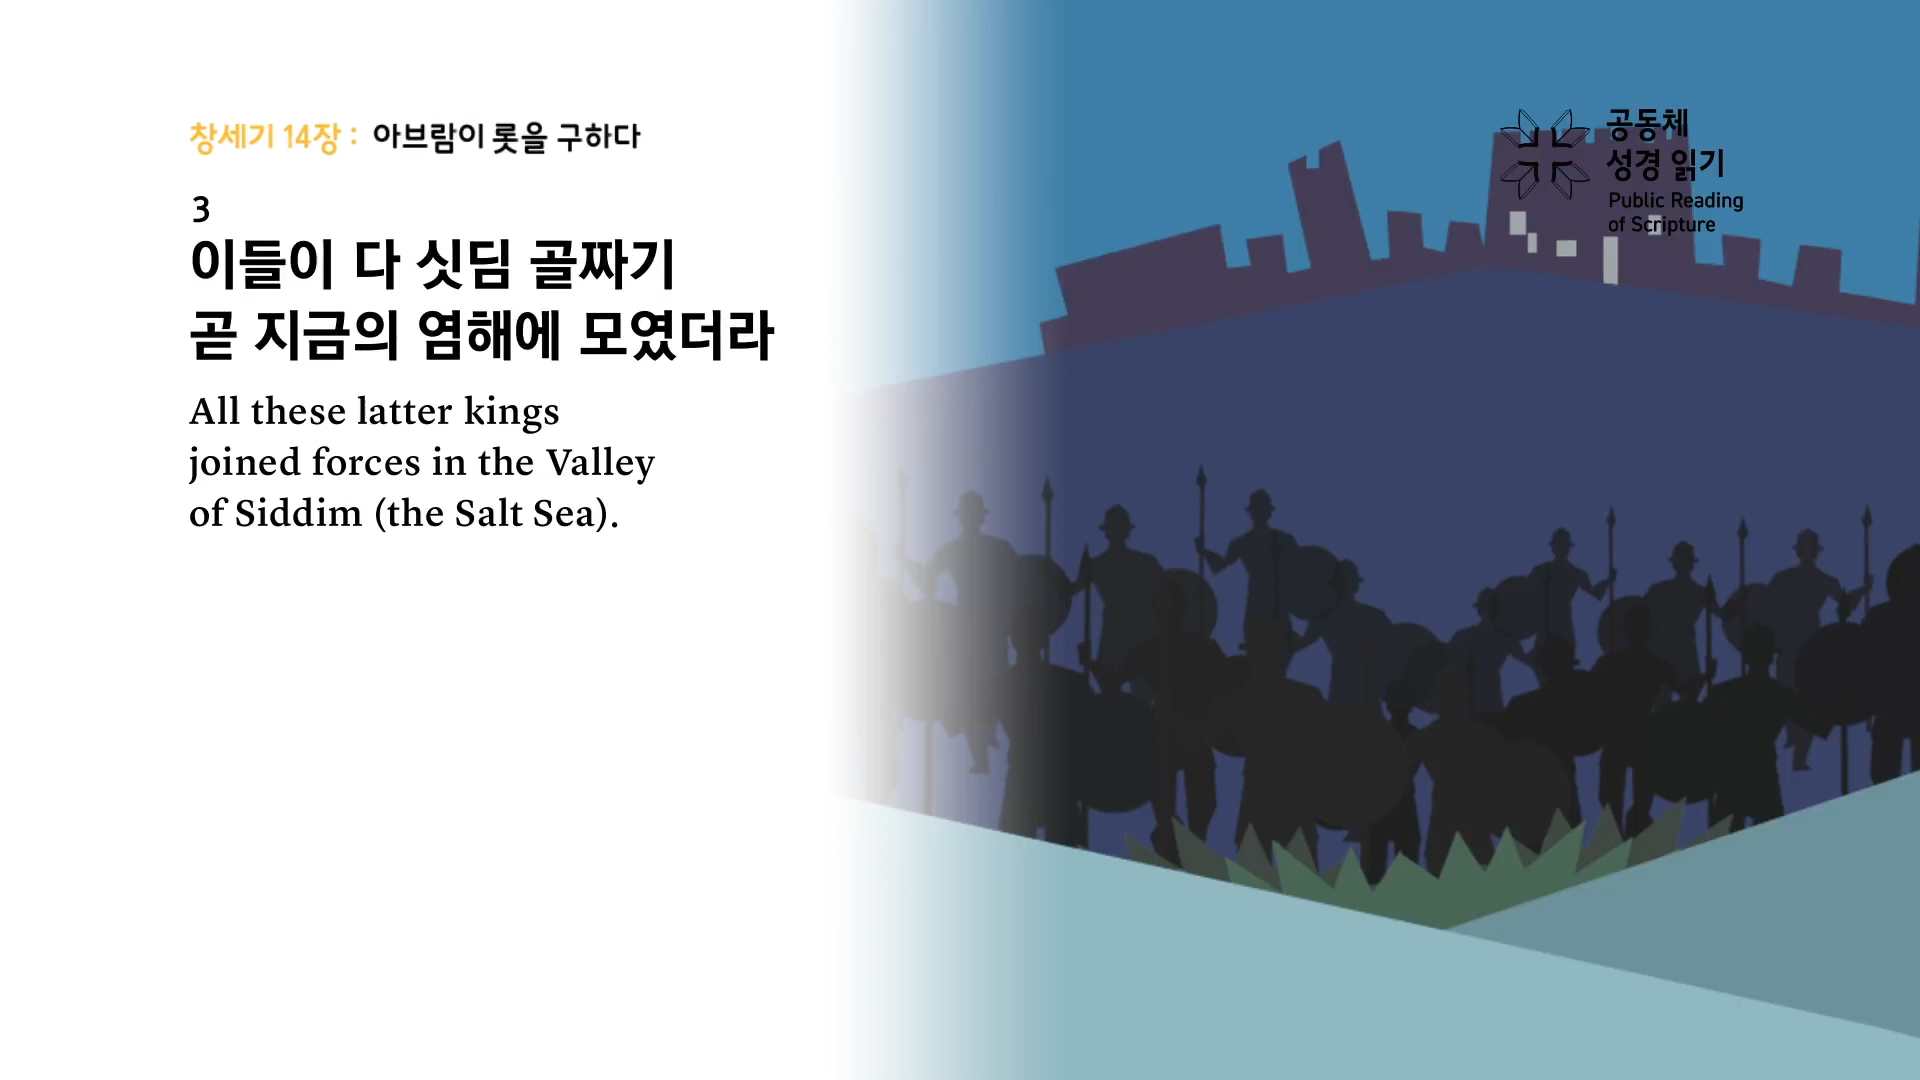 창세기 14장 : 아브람이 롯을 구하다
3
이들이 다 싯딤 골짜기
곧 지금의 염해에 모였더라
All these latter kings
joined forces in the Valley
of Siddim (the Salt Sea).
공동체
성경 읽기
Public Reading
of Scripture